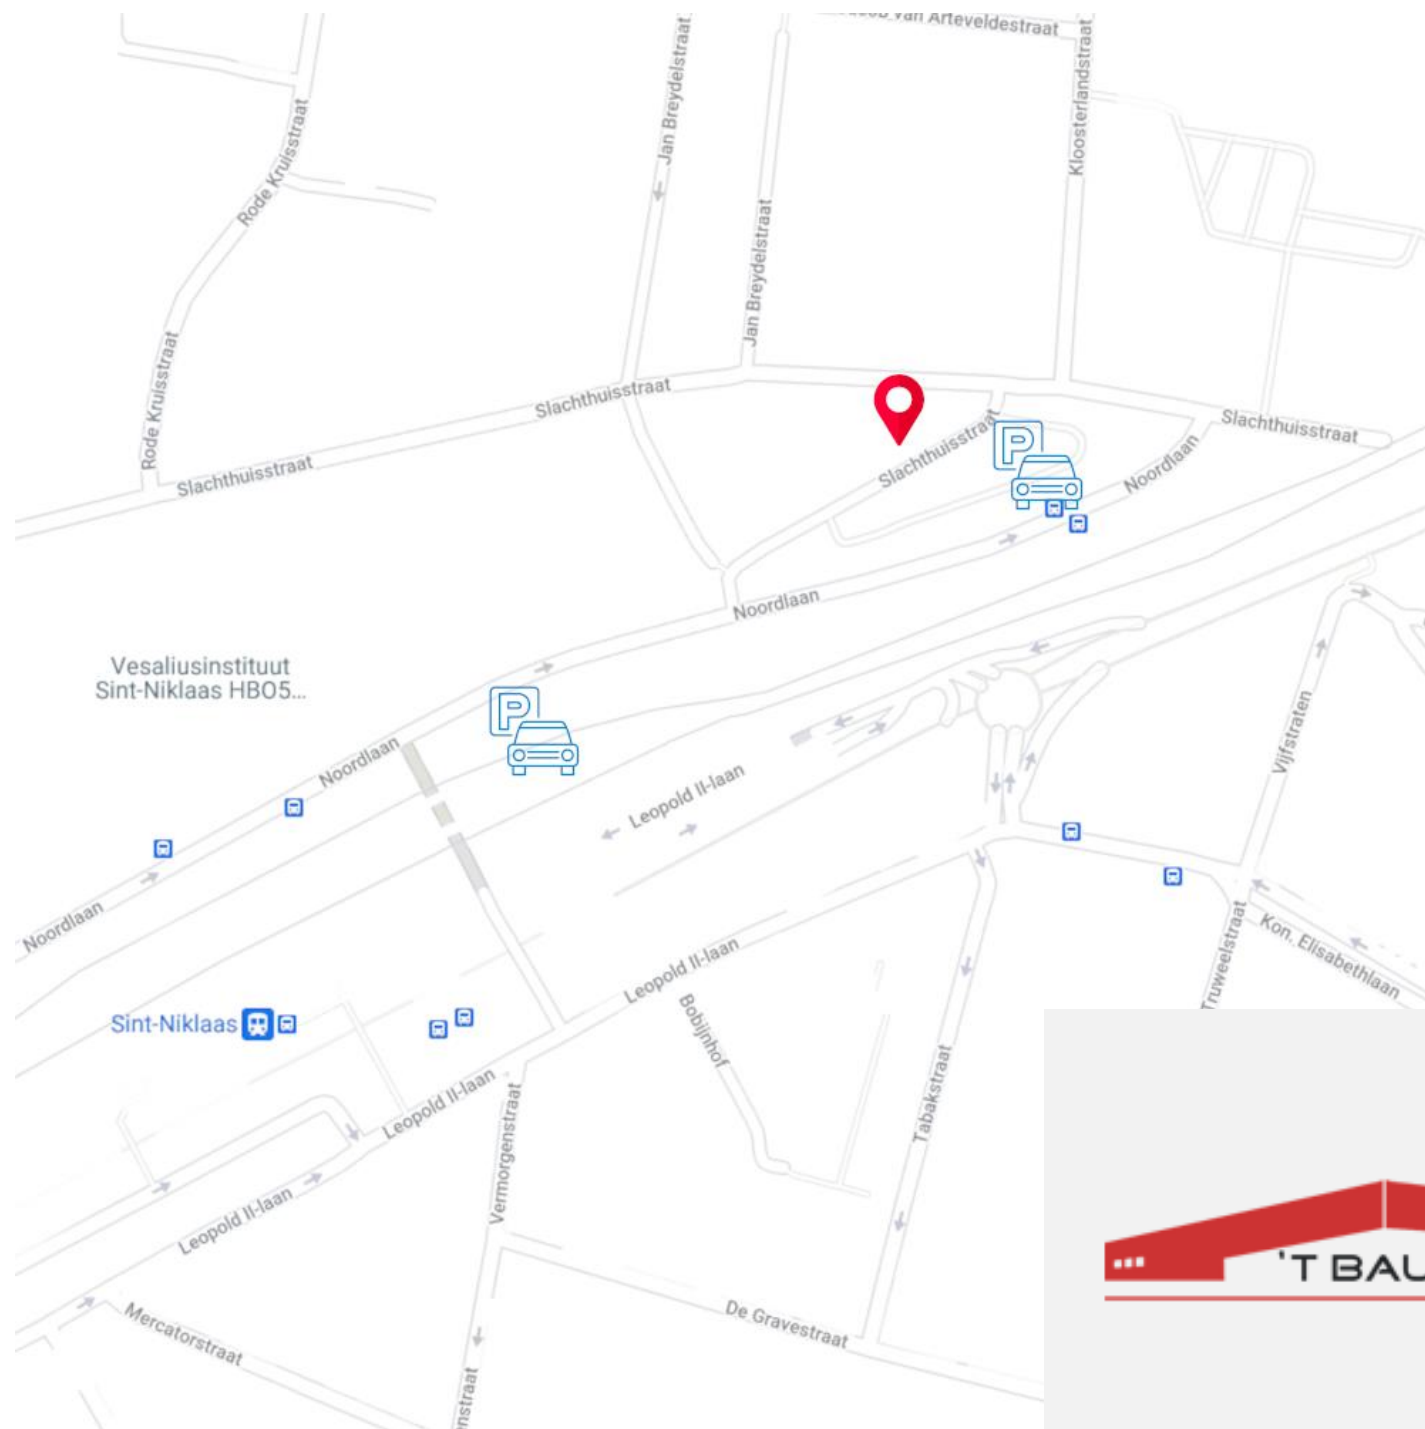 van Arteveldestraat
Jan Breydelstraat
Kloosterlandstraat
Rode Kruisstraat
Jan Breydelstraat
Rode Kruisstraat
Slachthuisstraat
Slachthuisstraat
Slachthuisstraat
Slachthuisstraat
P
Noordlaan
Noordlaan
Vesaliusinstituut
Sint-Niklaas HBO5...
P
Noordlaan
Vijfstraten
Leopold II-laan
Noordlaan
Truweelstraat
Kon. Elisabethlaan
Leopold II-laan
Sint-Niklaas
Bobijnhof
Leopold II-laan
Tabakstraat
Vermorgenstraat
Leopold II-laan
'T BAU
De Gravestraat
Mercatorstraat
nstraat